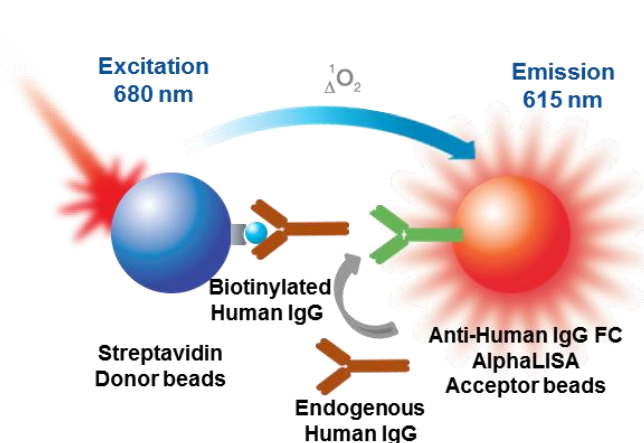 Excitation
680 nm
¹ΔO₂
Emission
615 nm
Biotinylated
Human IgG
Streptavidin
Donor beads
Anti-Human IgG FC
AlphaLISA
Acceptor beads
Endogenous
Human IgG